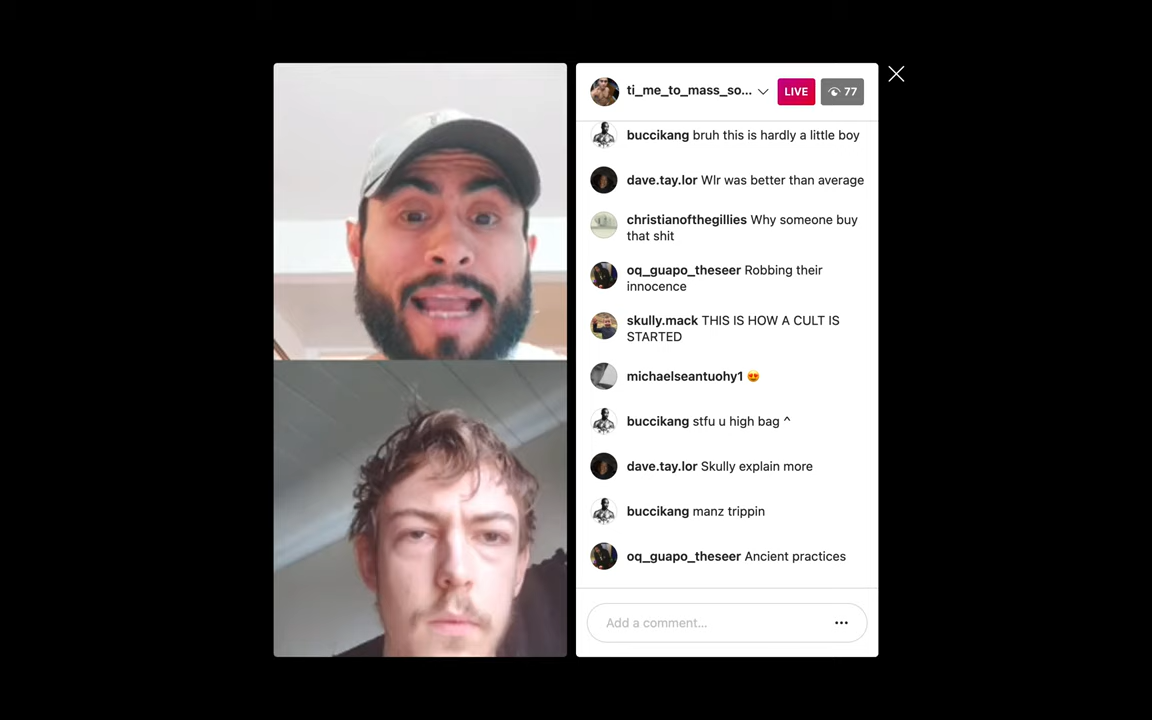 ti_me_to_mass_so...
LIVE
77
buccikang bruh this is hardly a little boy
dave.tay.lor Wlr was better than average
christianofthegillies Why someone buy
that shit
oq_guapo_theseer Robbing their
innocence
skully.mack THIS IS HOW A CULT IS
STARTED
michaelseantuohy1 😍
buccikang stfu u high bag ^
dave.tay.lor Skully explain more
buccikang manz trippin
oq_guapo_theseer Ancient practices
Add a comment...